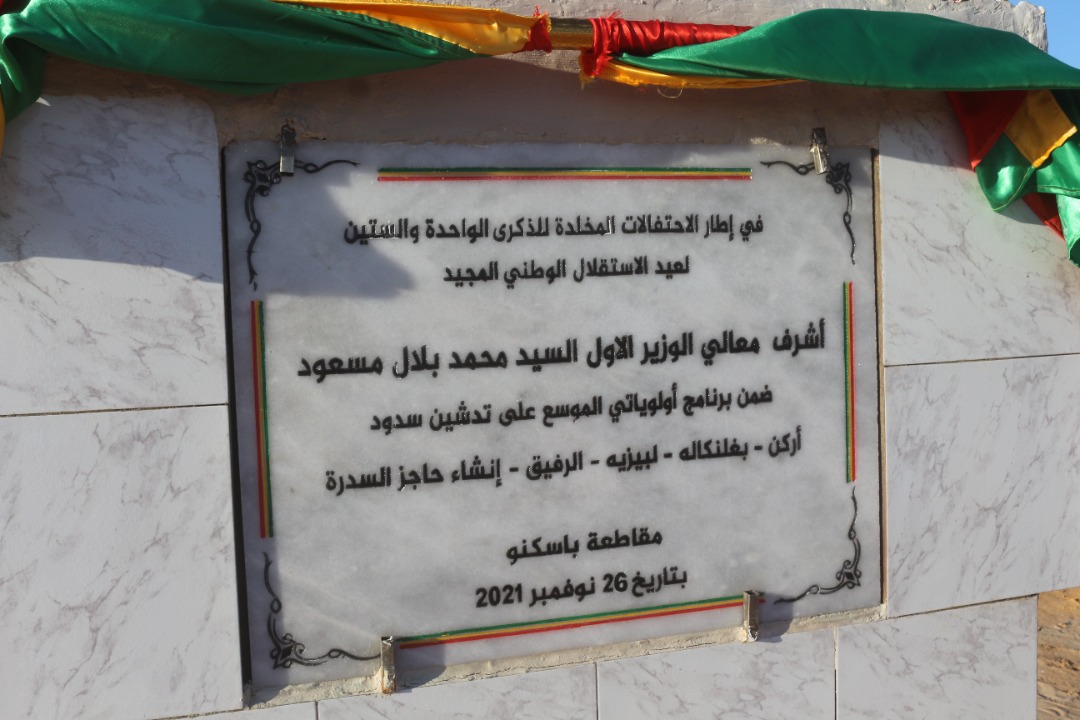 في إطار الاحتفالات المخلدة للذكرى الواحدة والستين
لعيد الاستقلال الوطني المجيد
أشرف معالي الوزير الاول السيد محمد بلال مسعود
ضمن برنامج أولوياتي الموسع على تدشين سدود
أركن - بغلنكاله - لبيزيه - الرفيق - إنشاء حاجز السدرة
مقاطعة باسكنو
بتاريخ 26 نوفمبر 2021